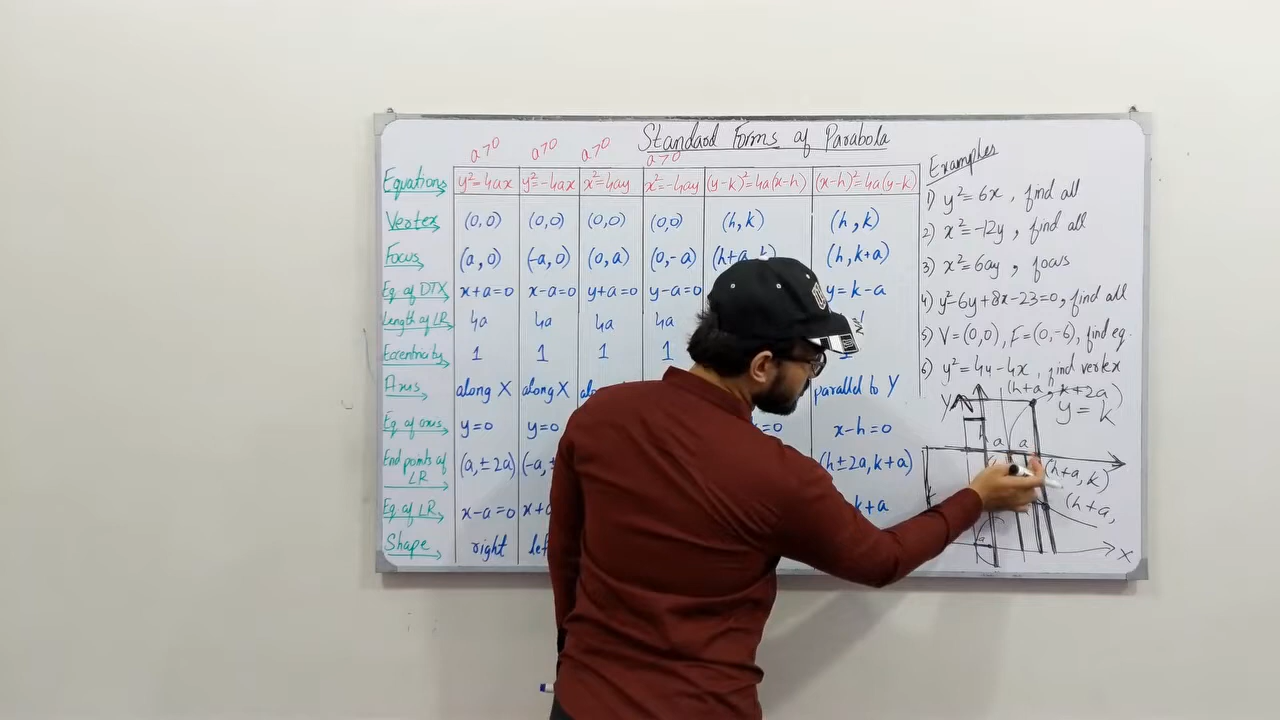 Standard Forms of Parabola
a>0 a>0 a>0 a>0
Equations y²=4ax y²=-4ax x²=4ay x²=-4ay (y-k)²=4a(x-h) (x-h)²=4a(y-k)
Vertex (0,0) (0,0) (0,0) (0,0) (h,k) (h,k)
Focus (a,0) (-a,0) (0,a) (0,-a) (h+a, (h,k+a)
Eq. of DTX x+a=0 x-a=0 y+a=0 y-a=0 y=k-a
Length of LR 4a 4a 4a 4a
Eccentricity 1 1 1 1
Axis along X along X parallel to Y
Eq. of axis y=0 y=0 =0 x-h=0
End points of LR (a,±2a) (-a,± (h±2a,k+a)
Eq. of LR x-a=0 x+a k+a
Shape right
Examples
1) y²=6x, find all
2) x²=-12y, find all
3) x²=6ay, focus
4) y²-6y+8x-23=0, find all
5) V=(0,0), F=(0,-6), find eq.
6) y²=4y-4x, find vertex
(h+a, k+2a)
Y
y=k
a a
(h+a,k)
(h+a,
X